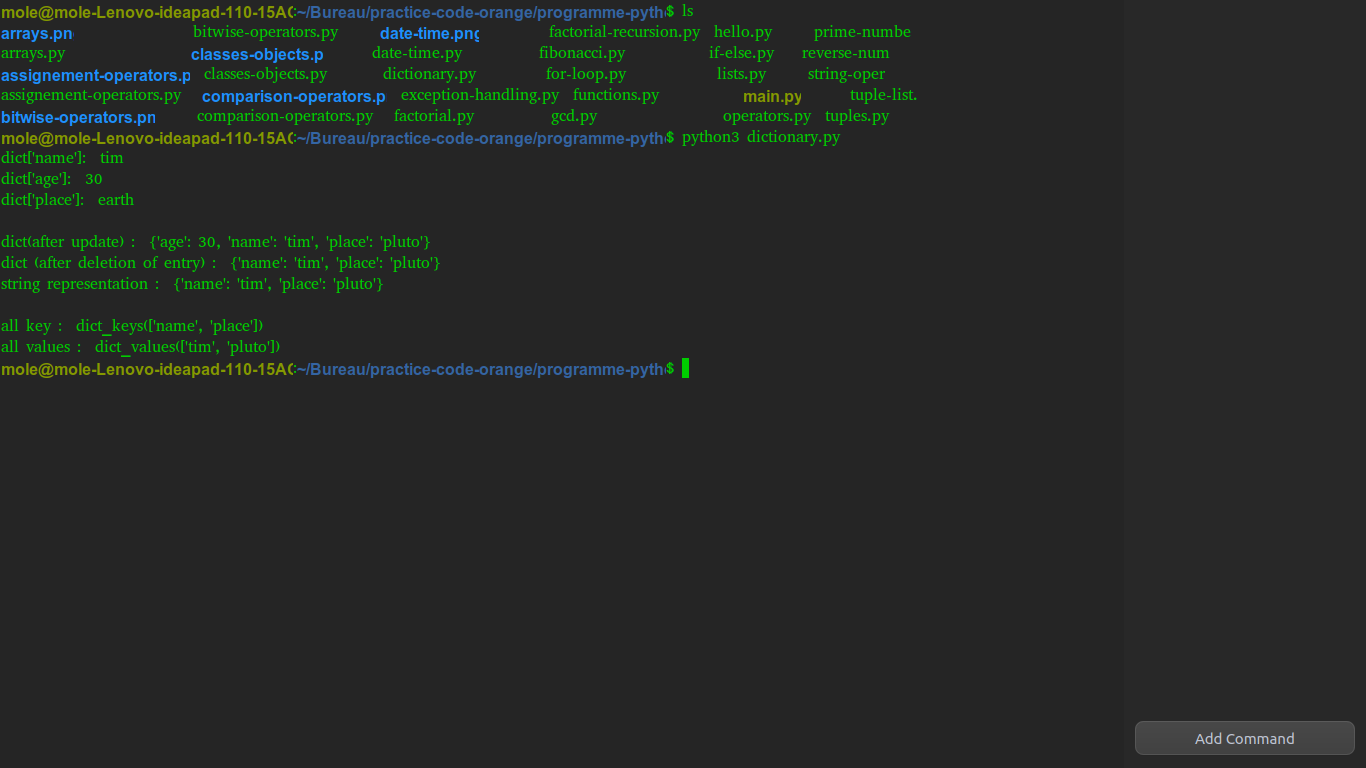 mole@mole-Lenovo-ideapad-110-15AC:~/Bureau/practice-code-orange/programme-pyth$ ls
arrays.pn bitwise-operators.py date-time.png factorial-recursion.py hello.py prime-numbe
arrays.py classes-objects.p date-time.py fibonacci.py if-else.py reverse-num
assignement-operators.p classes-objects.py dictionary.py for-loop.py lists.py string-oper
assignement-operators.py comparison-operators.p exception-handling.py functions.py main.py tuple-list.
bitwise-operators.pn comparison-operators.py factorial.py gcd.py operators.py tuples.py
mole@mole-Lenovo-ideapad-110-15AC:~/Bureau/practice-code-orange/programme-pyth$ python3 dictionary.py
dict['name']: tim
dict['age']: 30
dict['place']: earth
dict(after update) : {'age': 30, 'name': 'tim', 'place': 'pluto'}
dict (after deletion of entry) : {'name': 'tim', 'place': 'pluto'}
string representation : {'name': 'tim', 'place': 'pluto'}
all key : dict_keys(['name', 'place'])
all values : dict_values(['tim', 'pluto'])
mole@mole-Lenovo-ideapad-110-15AC:~/Bureau/practice-code-orange/programme-pyth$
Add Command